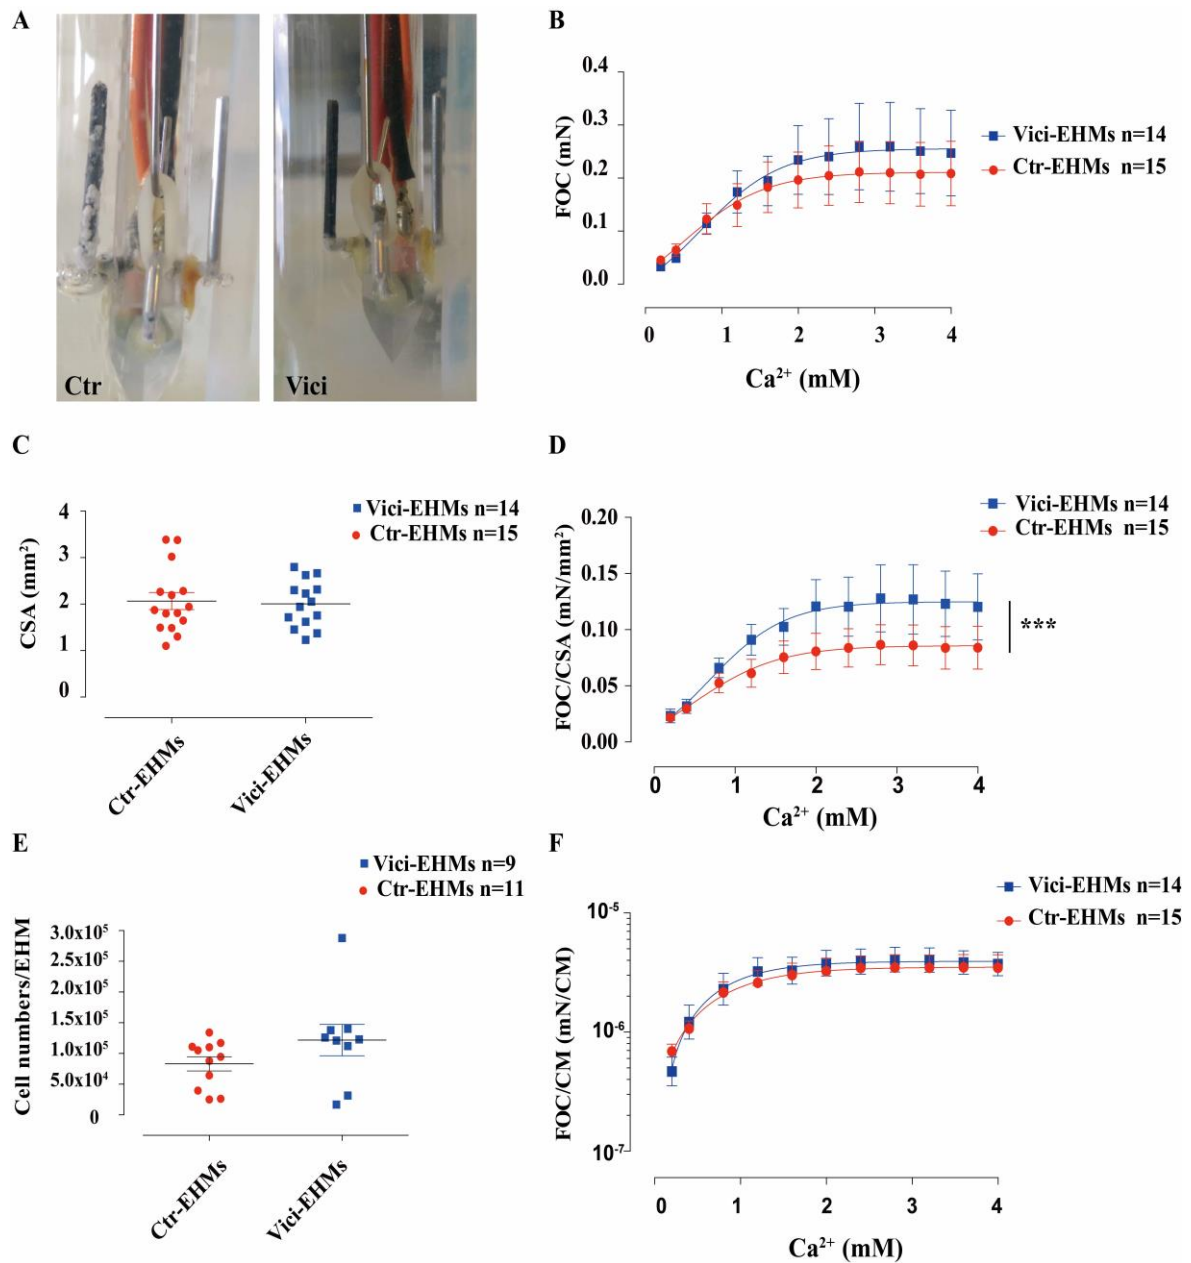 A
Ctr
Vici
B
0.4
0.3
0.2
0.1
0.0
FOC (mN)
0 1 2 3 4
Ca²⁺ (mM)
Vici-EHMs n=14
Ctr-EHMs n=15
C
4
3
2
1
0
CSA (mm²)
Vici-EHMs n=14
Ctr-EHMs n=15
Ctr-EHMs
Vici-EHMs
D
0.20
0.15
0.10
0.05
0.00
FOC/CSA (mN/mm²)
Vici-EHMs n=14
Ctr-EHMs n=15
***
0 1 2 3 4
Ca²⁺ (mM)
E
Vici-EHMs n=9
Ctr-EHMs n=11
3.0x10⁵
2.5x10⁵
2.0x10⁵
1.5x10⁵
1.0x10⁵
5.0x10⁴
0
Cell numbers/EHM
Ctr-EHMs
Vici-EHMs
F
Vici-EHMs n=14
Ctr-EHMs n=15
10⁻⁵
10⁻⁶
10⁻⁷
FOC/CM (mN/CM)
0 1 2 3 4
Ca²⁺ (mM)